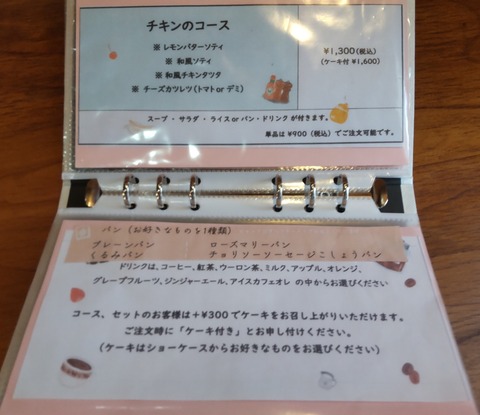 チキンのコース
※ レモンバターソティ
※ 和風ソティ
※ 和風チキンタツタ
※ チーズカツレツ(トマト or デミ)
¥1,300(税込)
(ケーキ付 ¥1,600)
スープ ・ サラダ ・ ライス or パン・ドリンク が付きます。
単品は ¥900(税込)でご注文可能です。
パン (お好きなものを1種類)
プレーンパン ローズマリーパン
くるみパン チョリソーソーセージこしょうパン
ドリンクは、コーヒー、紅茶、ウーロン茶、ミルク、アップル、オレンジ、
グレープフルーツ、ジンジャーエール、アイスカフェオレ の中からお選びください
コース、セットのお客様は+¥300 でケーキをお召し上がりいただけます。
ご注文時に「ケーキ付き」とお申し付けください。
(ケーキはショーケースからお好きなものをお選びください)